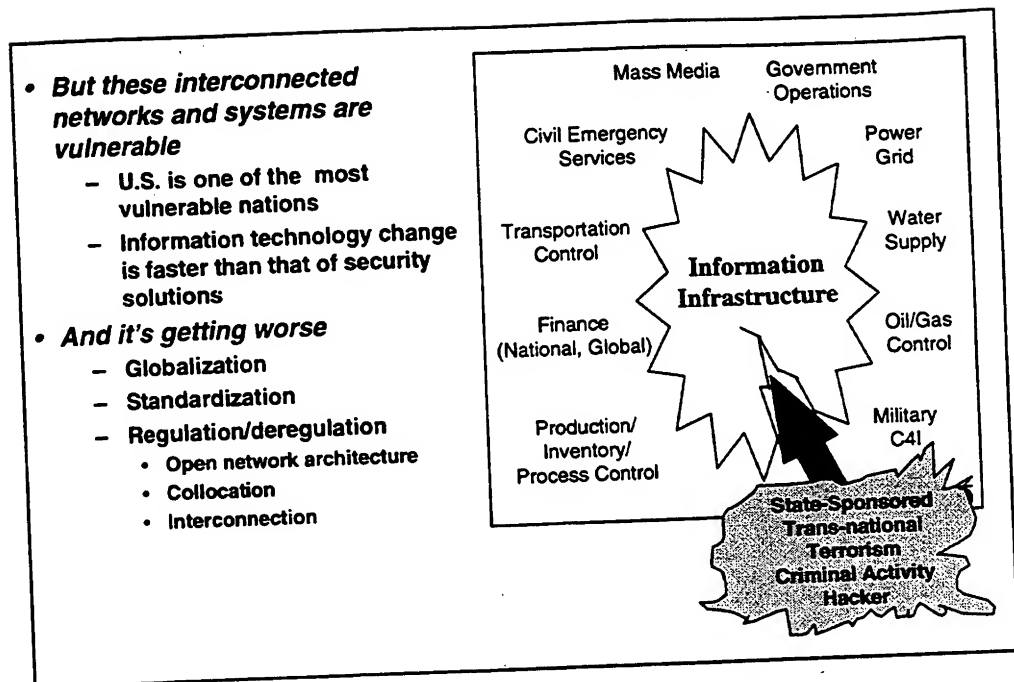 • But these interconnected
networks and systems are
vulnerable
– U.S. is one of the most
vulnerable nations
– Information technology change
is faster than that of security
solutions
• And it's getting worse
– Globalization
– Standardization
– Regulation/deregulation
• Open network architecture
• Collocation
• Interconnection
Mass Media
Government
Operations
Civil Emergency
Services
Power
Grid
Transportation
Control
Water
Supply
Information
Infrastructure
Finance
(National, Global)
Oil/Gas
Control
Production/
Inventory/
Process Control
Military
C4I
State-Sponsored
Trans-national
Terrorism
Criminal Activity
Hacker